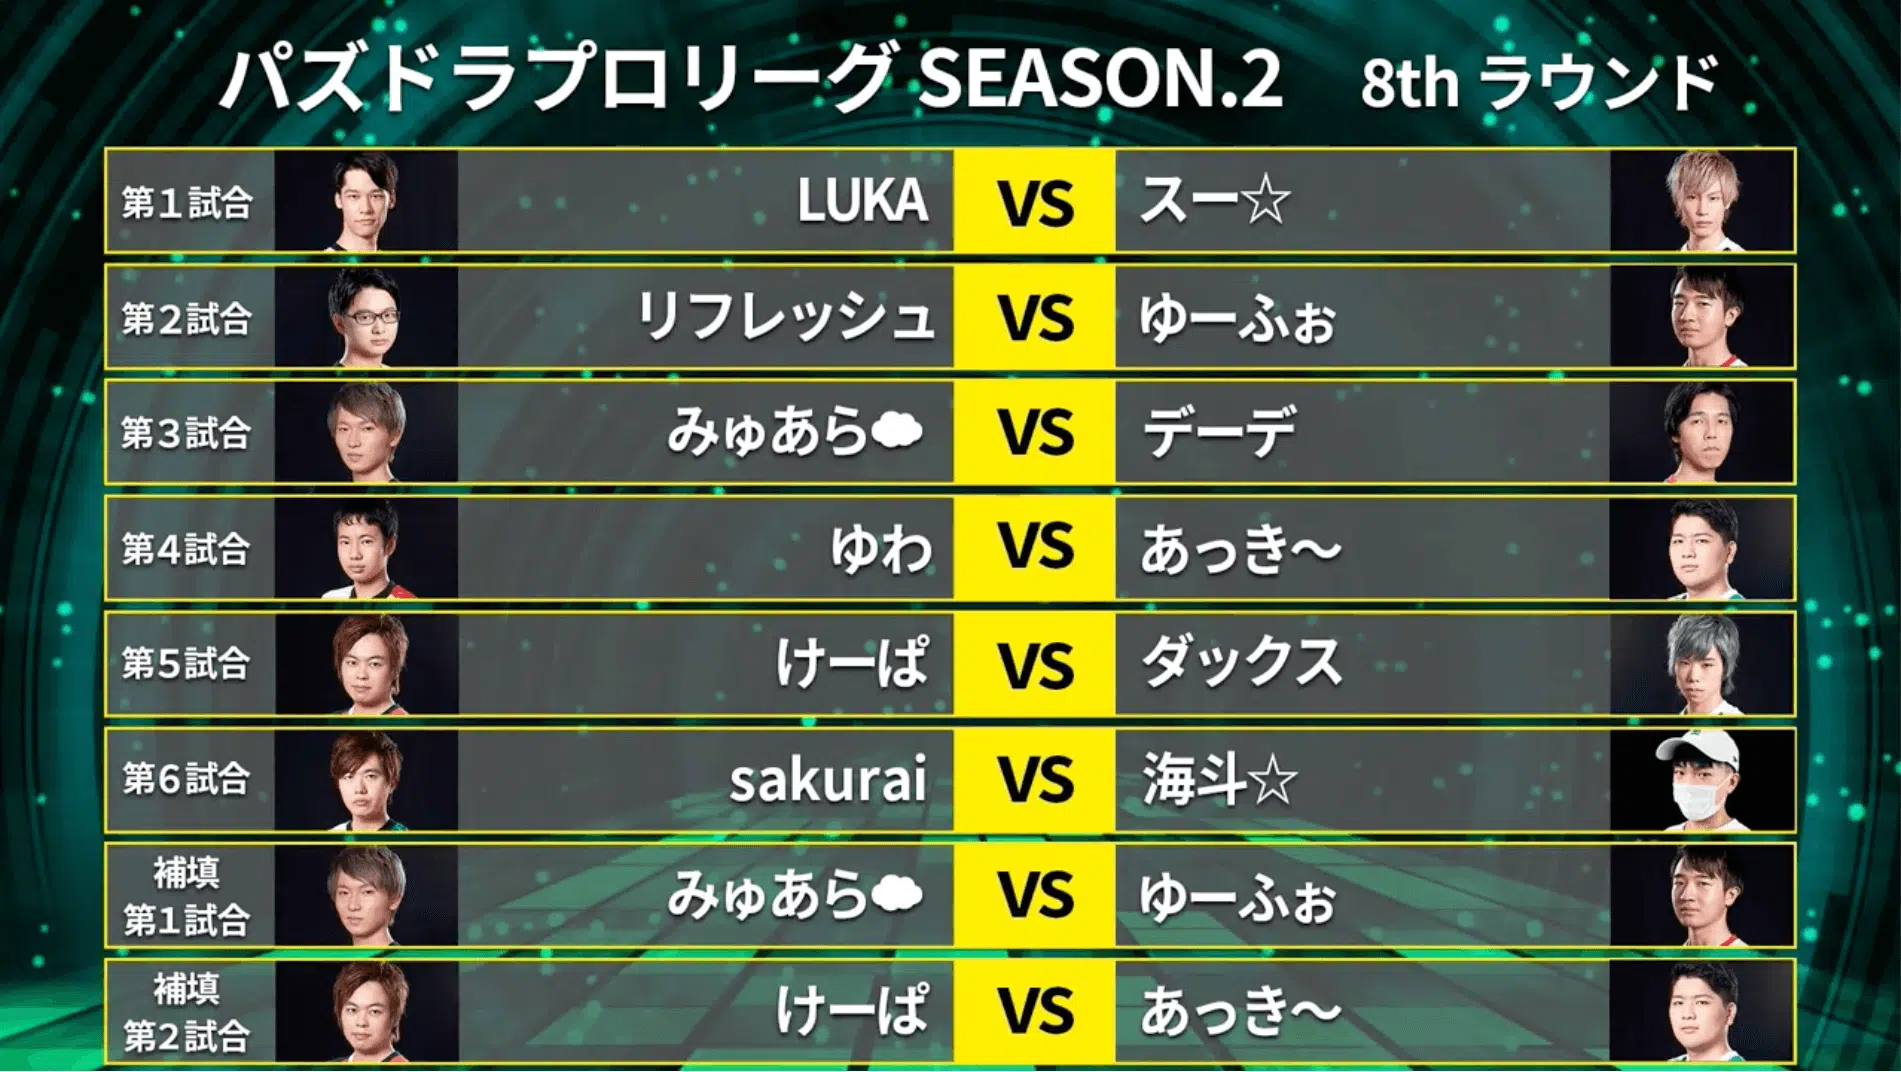 パズドラプロリーグ SEASON.2 8th ラウンド
第1試合 LUKA VS スー☆
第2試合 リフレッシュ VS ゆーふぉ
第3試合 みゅあら☁ VS デーデ
第4試合 ゆわ VS あっき〜
第5試合 けーぱ VS ダックス
第6試合 sakurai VS 海斗☆
補填
第1試合 みゅあら☁ VS ゆーふぉ
補填
第2試合 けーぱ VS あっき〜